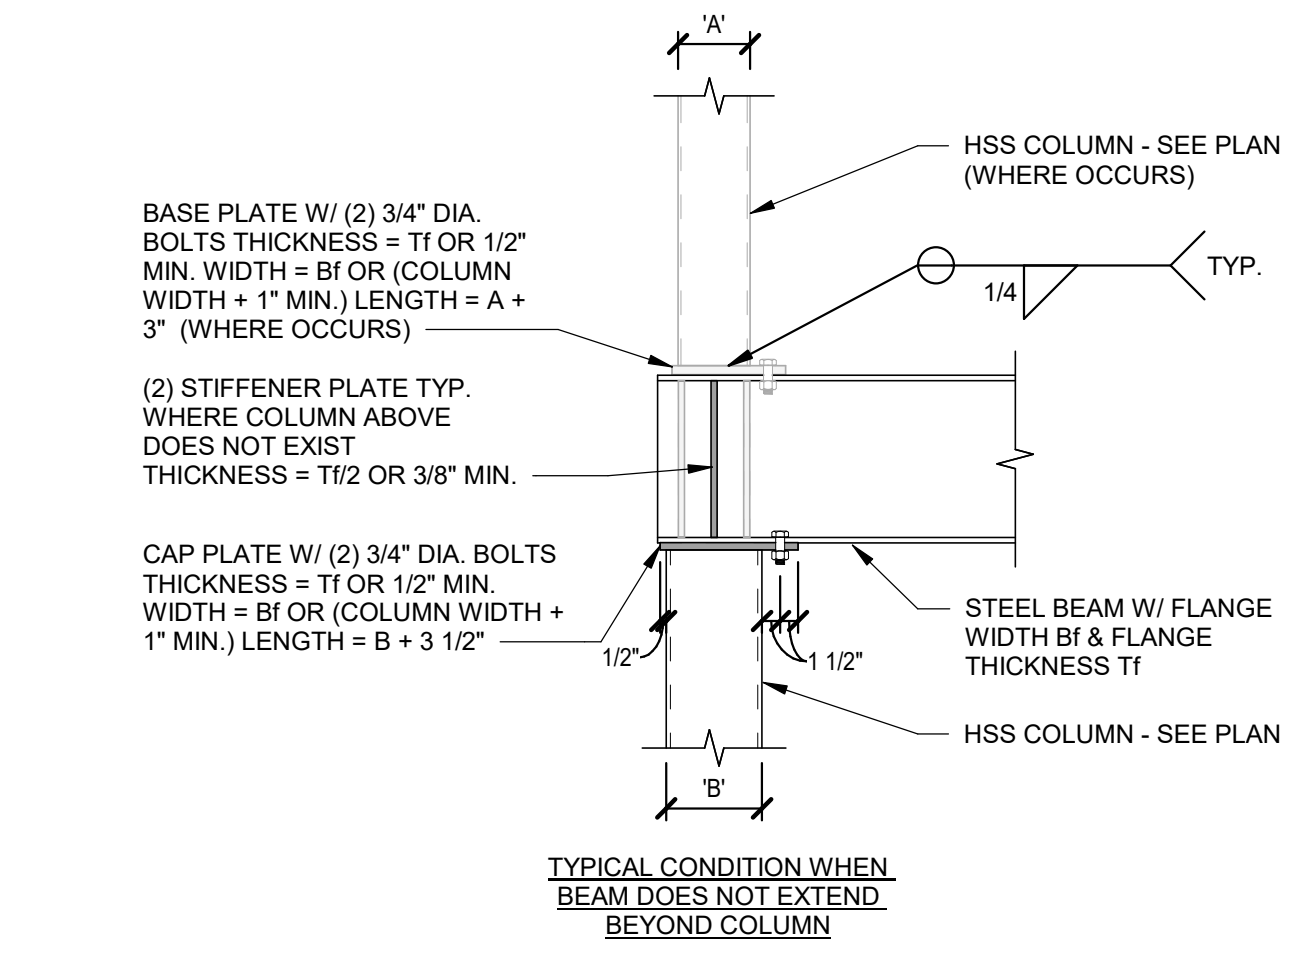 'A'
HSS COLUMN - SEE PLAN
(WHERE OCCURS)
BASE PLATE W/ (2) 3/4" DIA.
BOLTS THICKNESS = Tf OR 1/2"
MIN. WIDTH = Bf OR (COLUMN
WIDTH + 1" MIN.) LENGTH = A +
3" (WHERE OCCURS)
TYP.
1/4
(2) STIFFENER PLATE TYP.
WHERE COLUMN ABOVE
DOES NOT EXIST
THICKNESS = Tf/2 OR 3/8" MIN.
CAP PLATE W/ (2) 3/4" DIA. BOLTS
THICKNESS = Tf OR 1/2" MIN.
WIDTH = Bf OR (COLUMN WIDTH +
1" MIN.) LENGTH = B + 3 1/2"
1/2"
1 1/2"
STEEL BEAM W/ FLANGE
WIDTH Bf & FLANGE
THICKNESS Tf
HSS COLUMN - SEE PLAN
'B'
TYPICAL CONDITION WHEN
BEAM DOES NOT EXTEND
BEYOND COLUMN